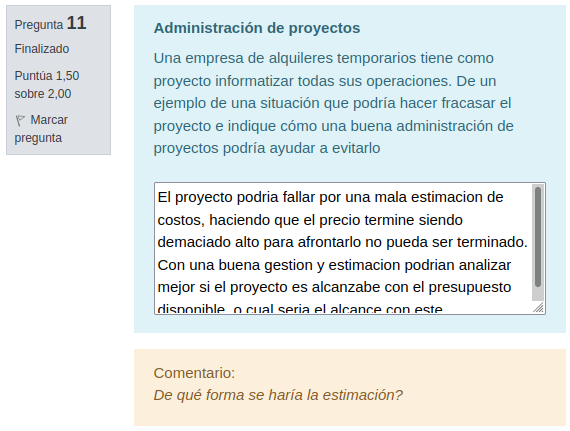 Pregunta 11
Finalizado
Puntúa 1,50
sobre 2,00
Marcar
pregunta
Administración de proyectos
Una empresa de alquileres temporarios tiene como
proyecto informatizar todas sus operaciones. De un
ejemplo de una situación que podría hacer fracasar el
proyecto e indique cómo una buena administración de
proyectos podría ayudar a evitarlo
El proyecto podria fallar por una mala estimacion de
costos, haciendo que el precio termine siendo
demaciado alto para afrontarlo no pueda ser terminado.
Con una buena gestion y estimacion podrian analizar
mejor si el proyecto es alcanzabe con el presupuesto
disponible, o cual seria el alcance con este
Comentario:
De qué forma se haría la estimación?